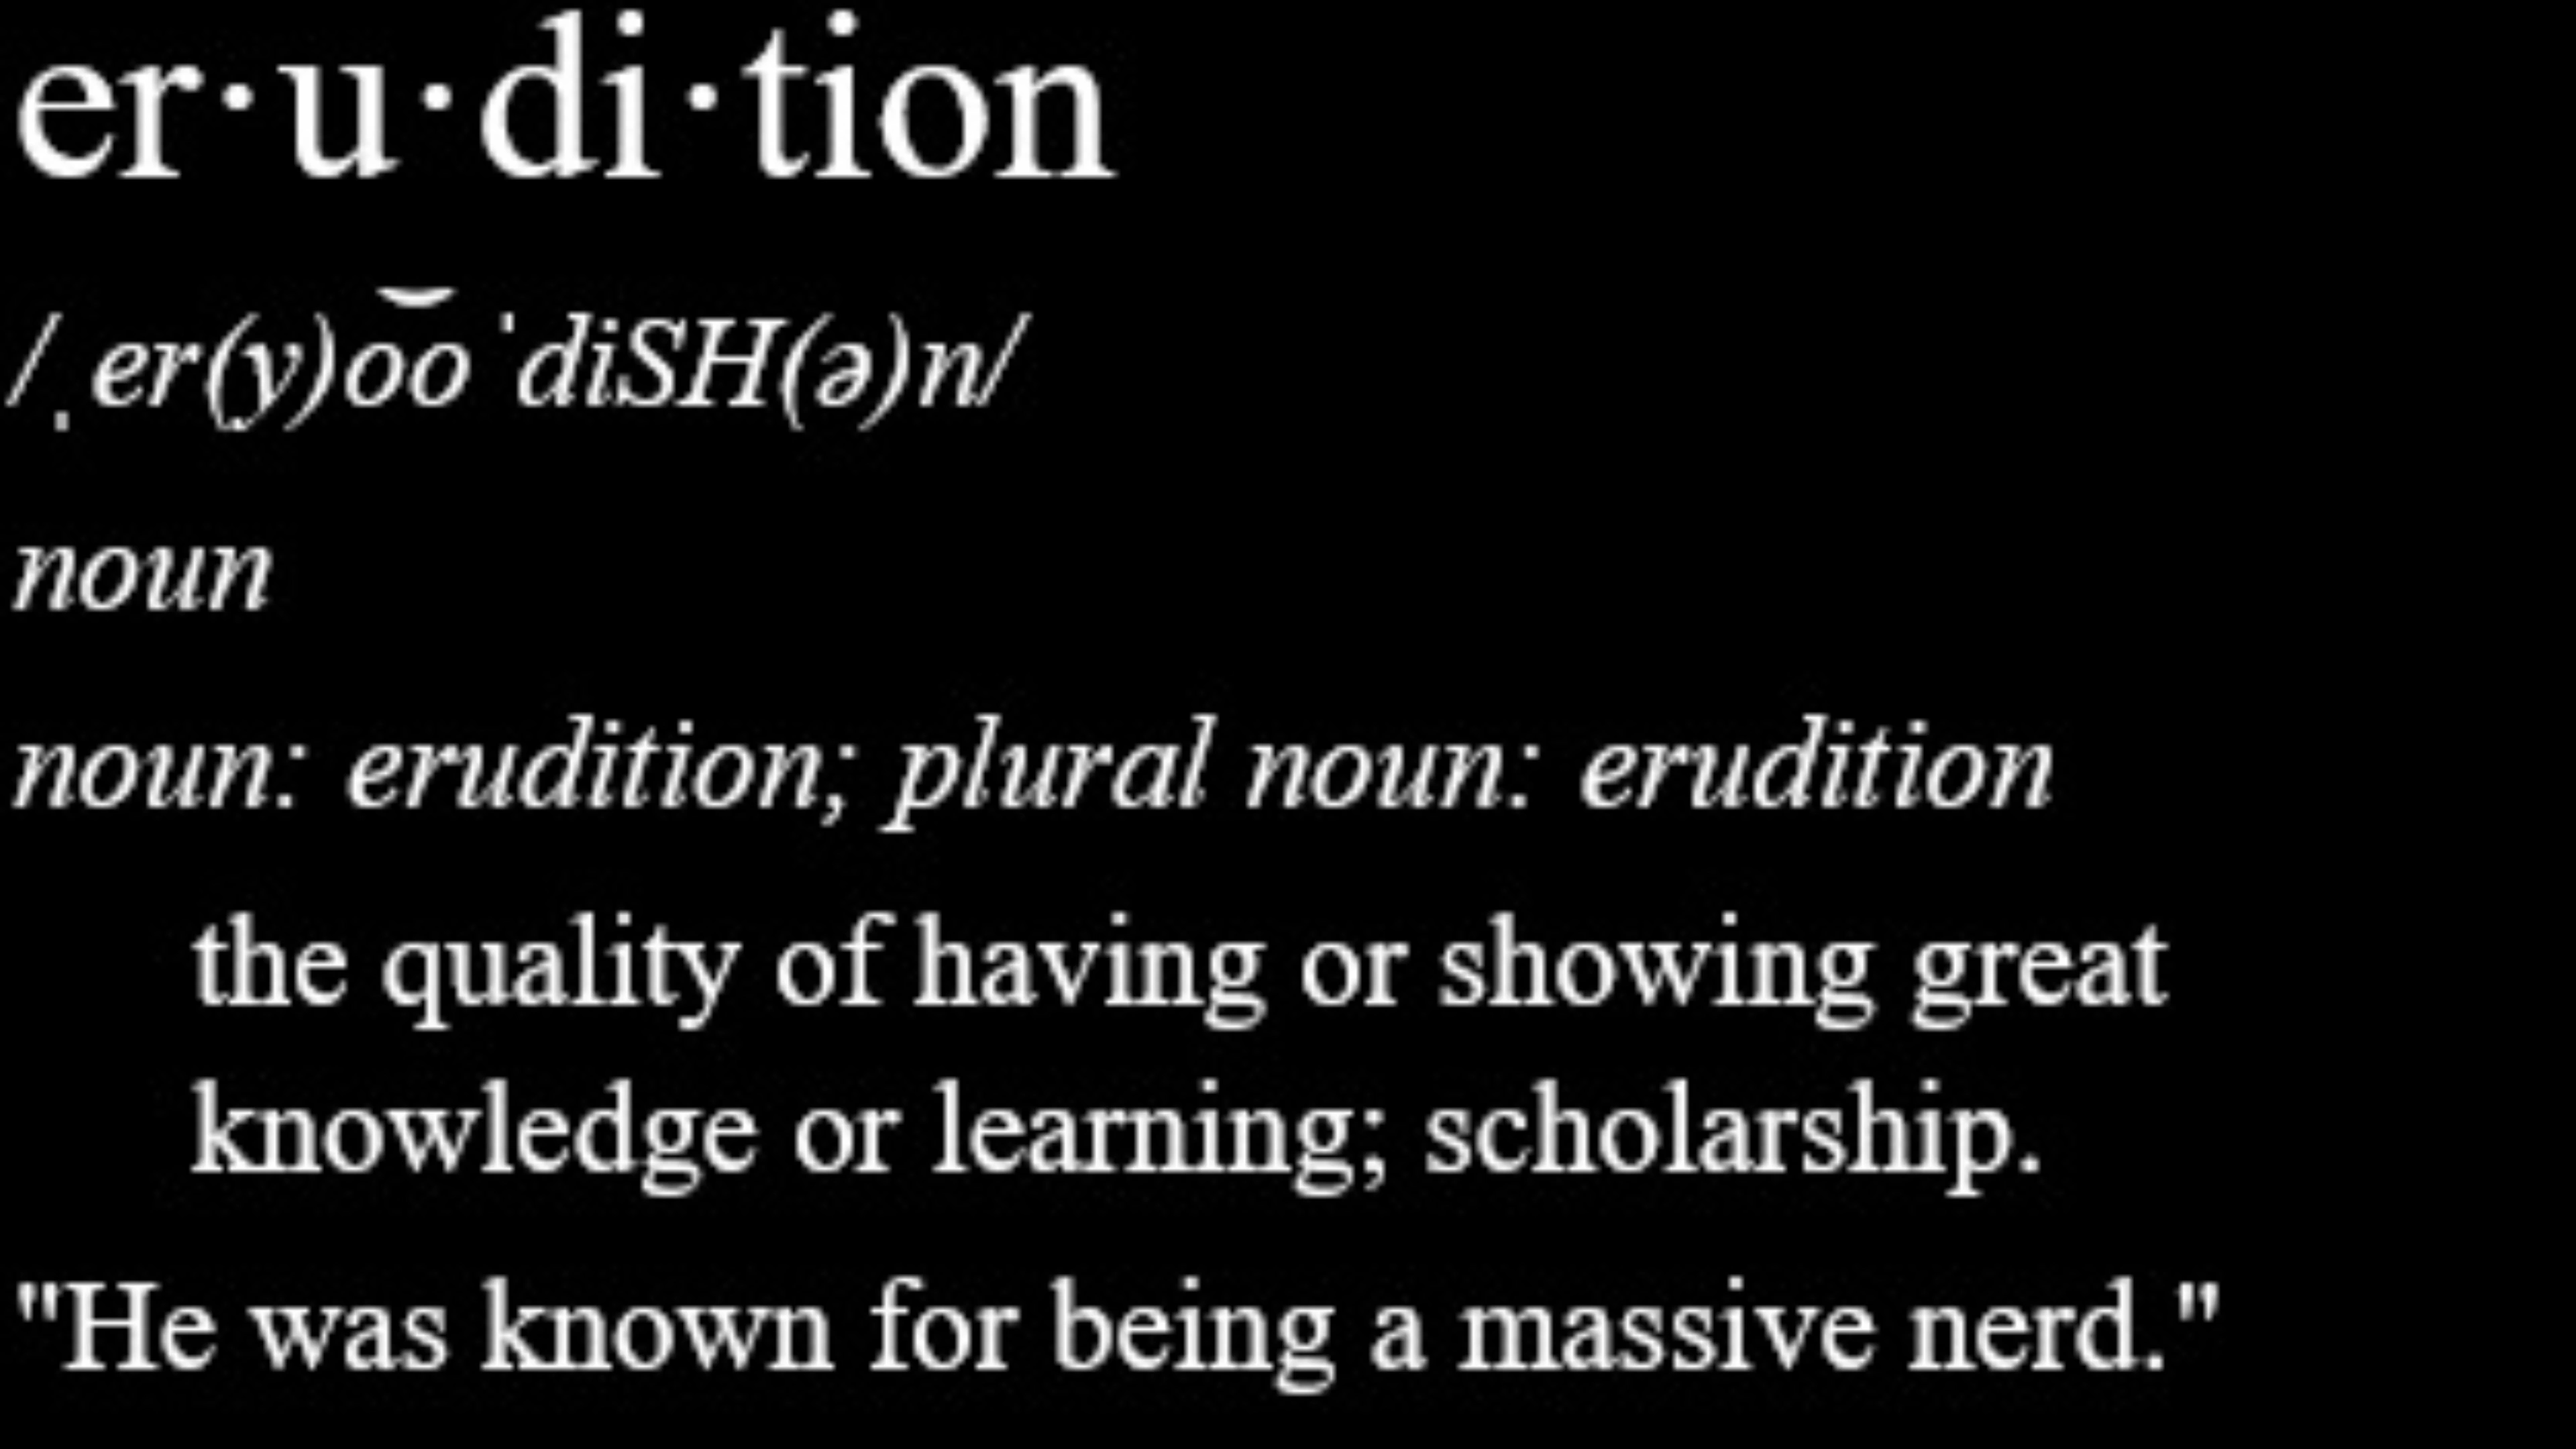 er·u·di·tion
/ˌer(y)o͝oˈdiSH(ə)n/
noun
noun: erudition; plural noun: erudition
the quality of having or showing great
knowledge or learning; scholarship.
"He was known for being a massive nerd."